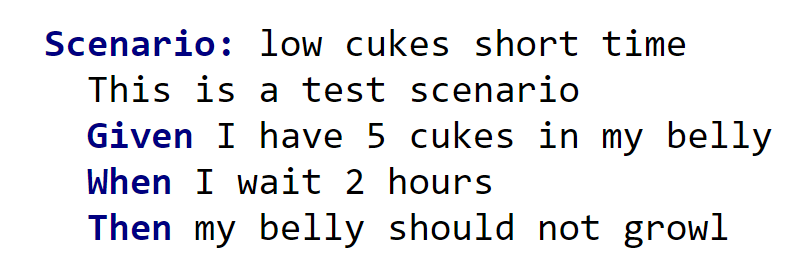 Scenario: low cukes short time
This is a test scenario
Given I have 5 cukes in my belly
When I wait 2 hours
Then my belly should not growl